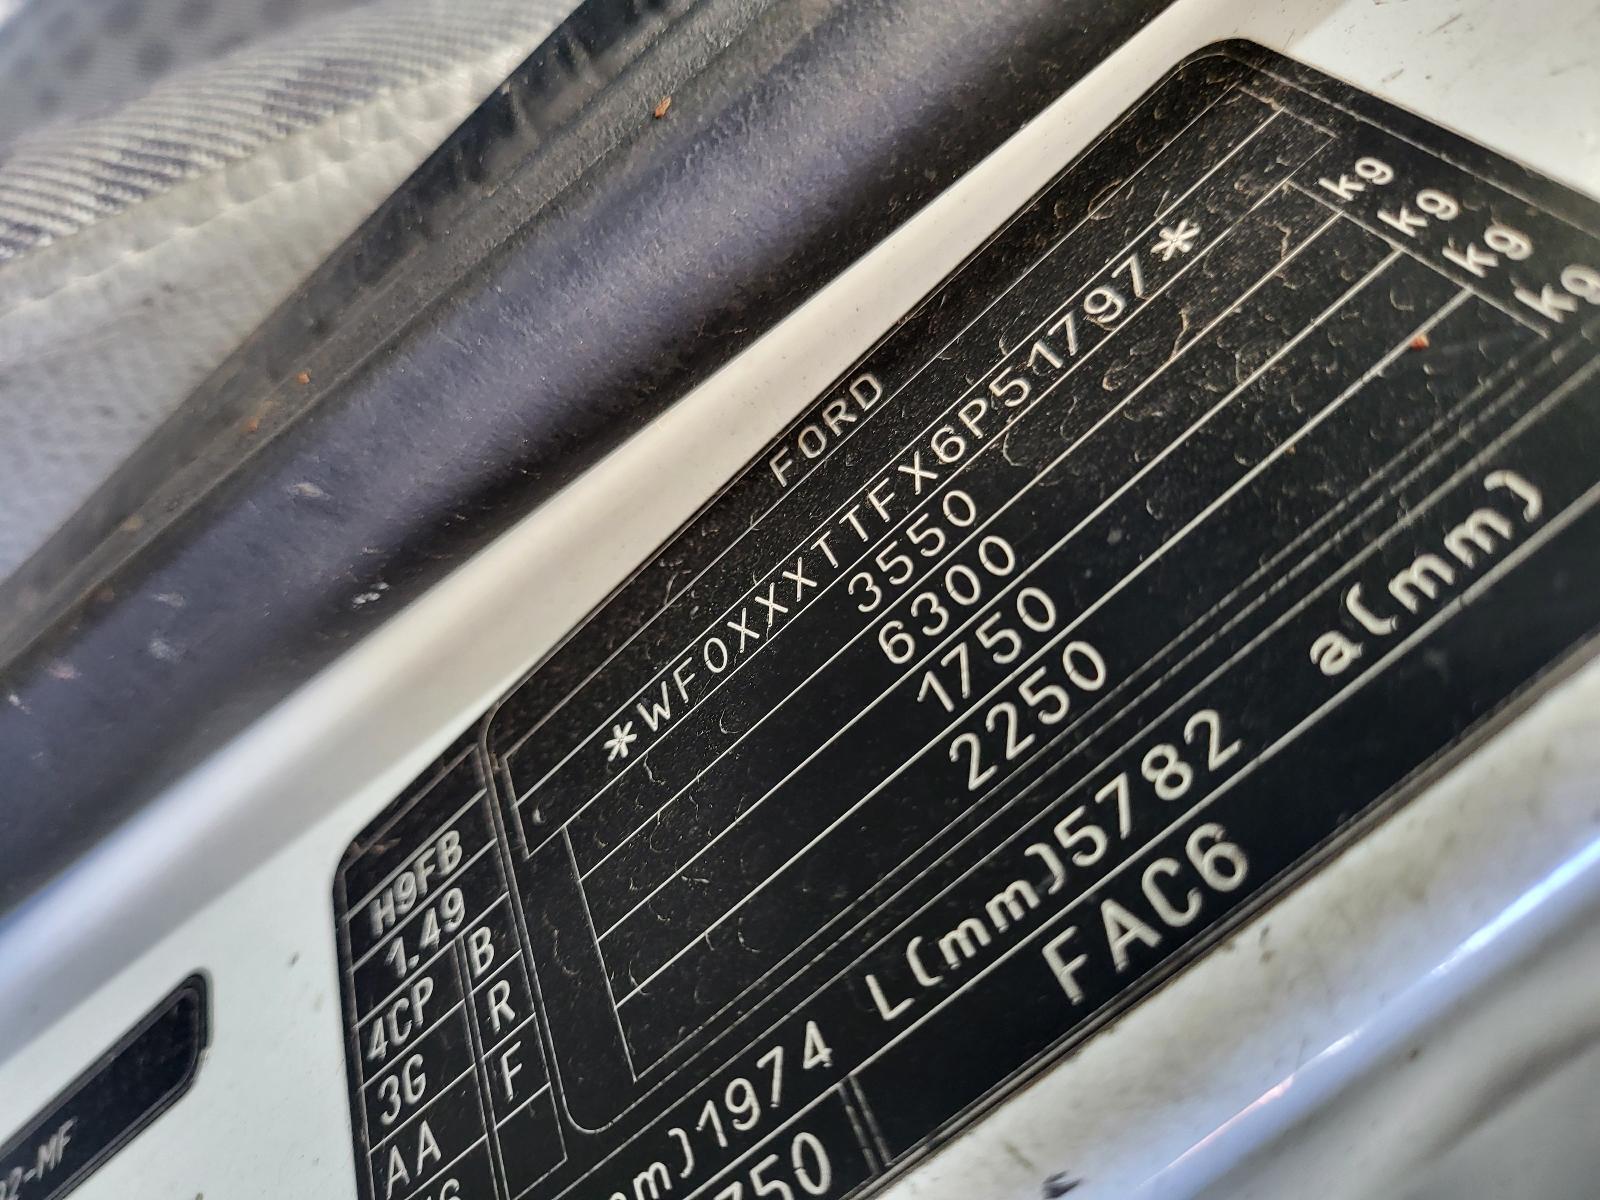 FORD
*WF0XXXTTFX6P51797*
3550 kg
6300 kg
1750 kg
2250 kg
H9FB
1.49
4CP B
3G R
AA F
1974 L(mm)5782 a(mm)
FAC6